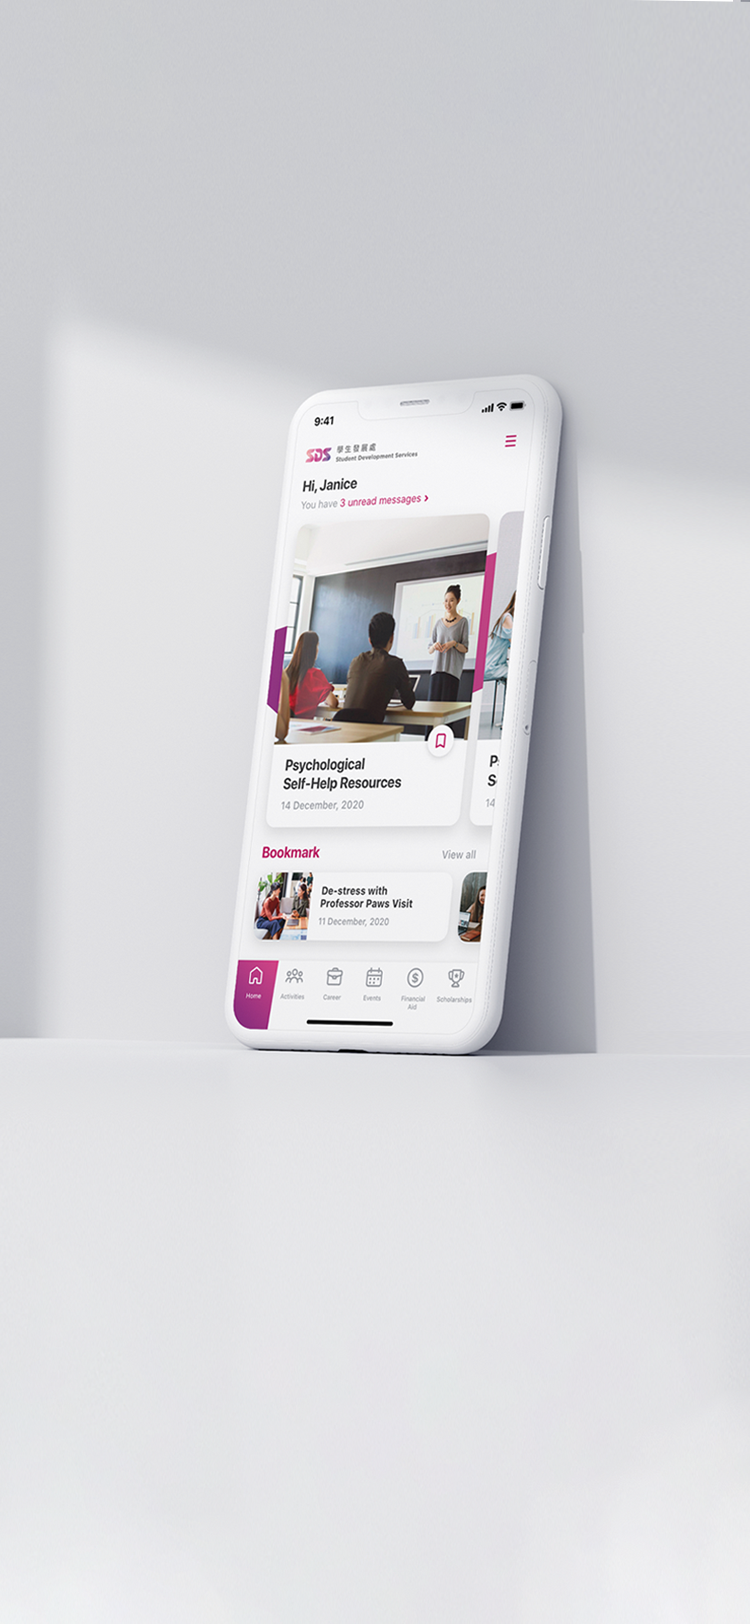 9:41
SDS 學生發展處
Student Development Services
Hi, Janice
You have 3 unread messages ›
Psychological
Self-Help Resources
14 December, 2020
P
S
14
Bookmark
View all
De-stress with
Professor Paws Visit
11 December, 2020
Home
Activities
Career
Events
Financial
Aid
Scholarships